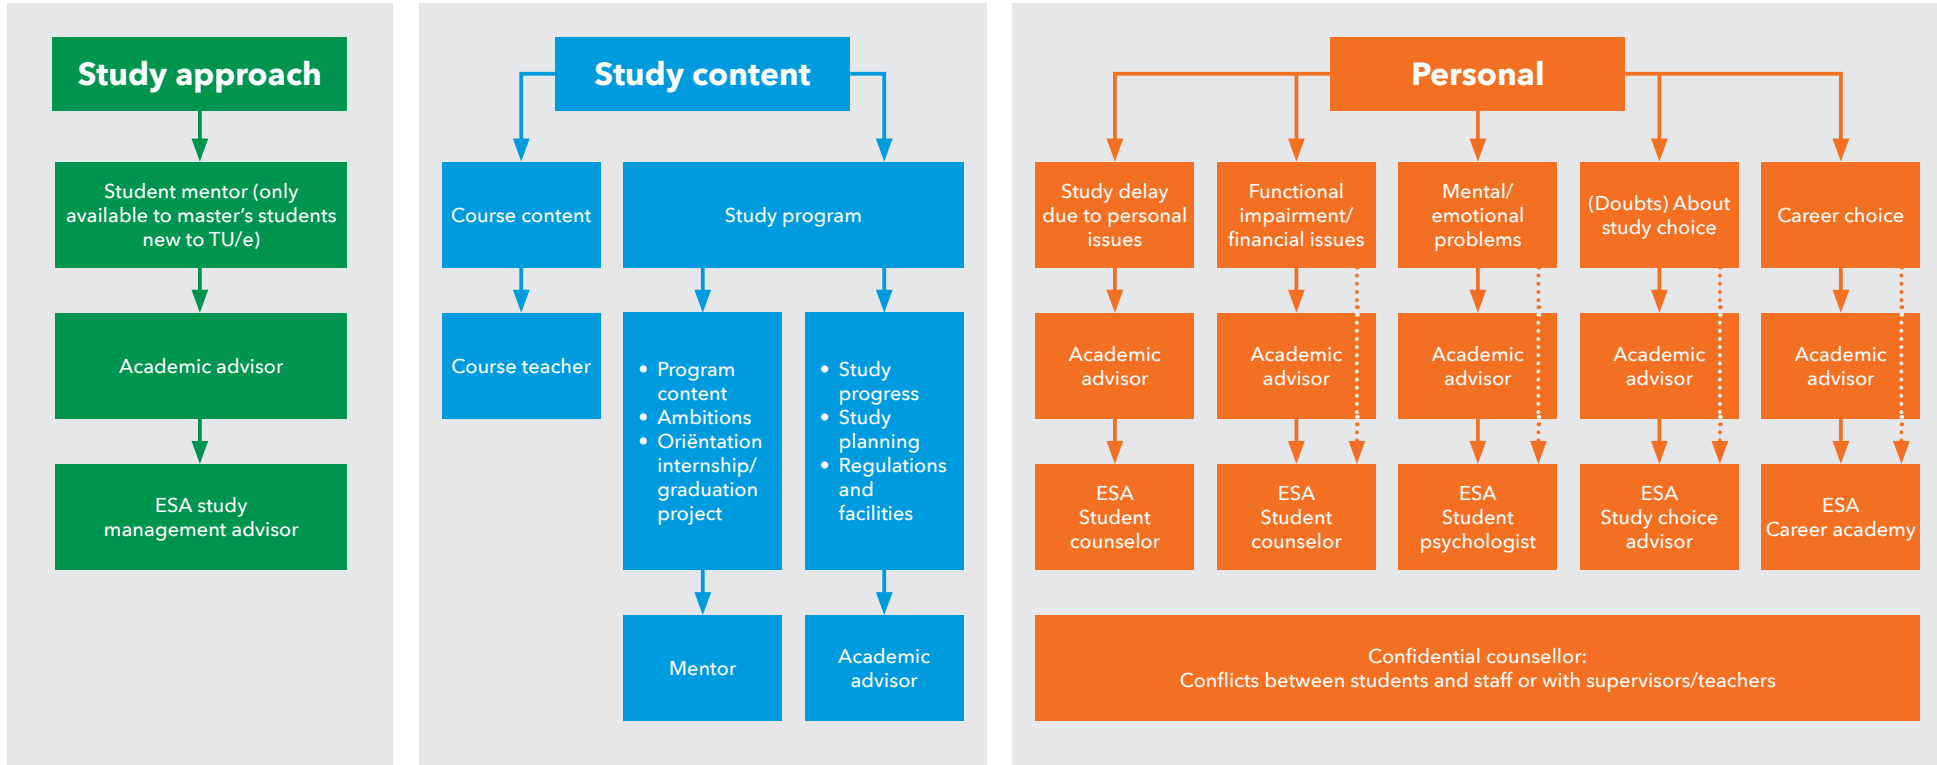 Study approach
Student mentor (only
available to master’s students
new to TU/e)
Academic advisor
ESA study
management advisor
Study content
Course content
Course teacher
Study program
• Program
content
• Ambitions
• Oriëntation
internship/
graduation
project
Mentor
• Study
progress
• Study
planning
• Regulations
and
facilities
Academic
advisor
Personal
Study delay
due to personal
issues
Academic
advisor
ESA
Student
counselor
Functional
impairment/
financial issues
Academic
advisor
ESA
Student
counselor
Mental/
emotional
problems
Academic
advisor
ESA
Student
psychologist
(Doubts) About
study choice
Academic
advisor
ESA
Study choice
advisor
Career choice
Academic
advisor
ESA
Career academy
Confidential counsellor:
Conflicts between students and staff or with supervisors/teachers